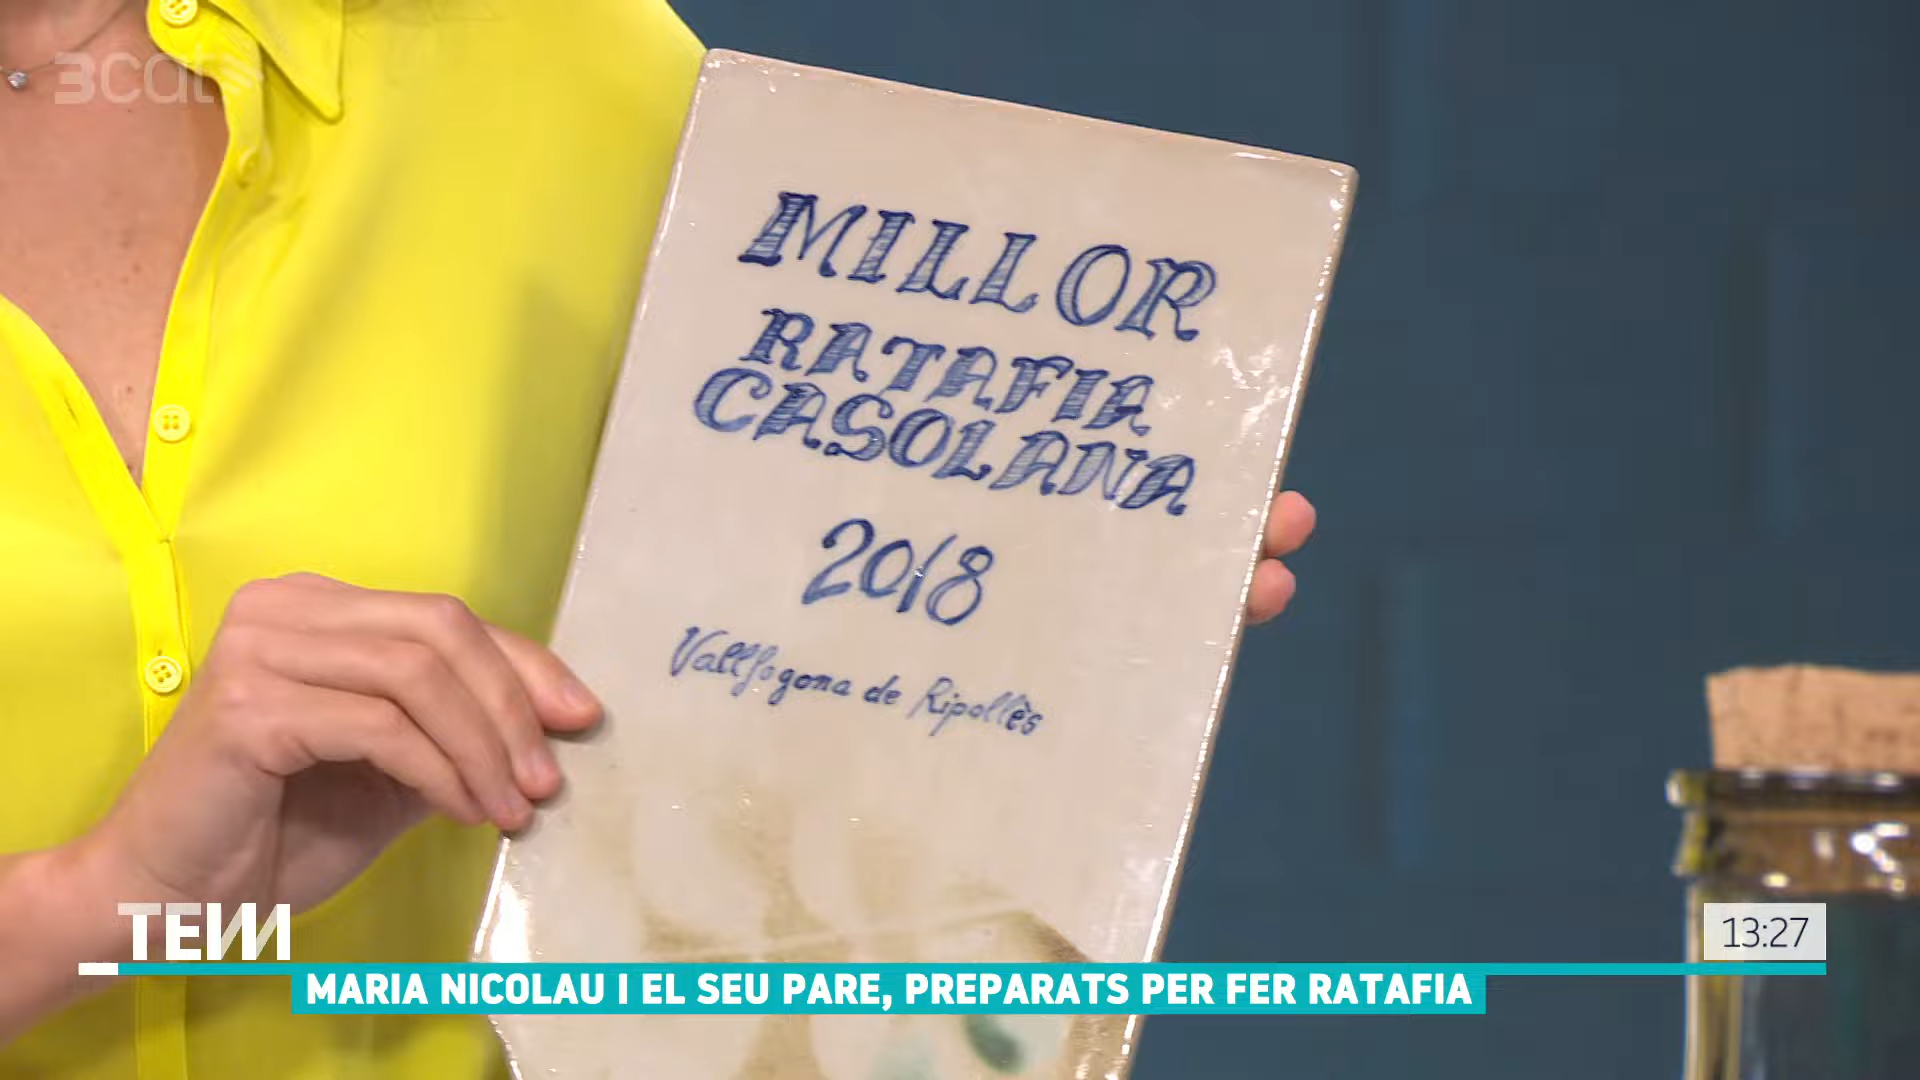 3cat
MILLOR
RATAFIA
CASOLANA
2018
Vallfogona de Ripollès
TEM
13:27
MARIA NICOLAU I EL SEU PARE, PREPARATS PER FER RATAFIA